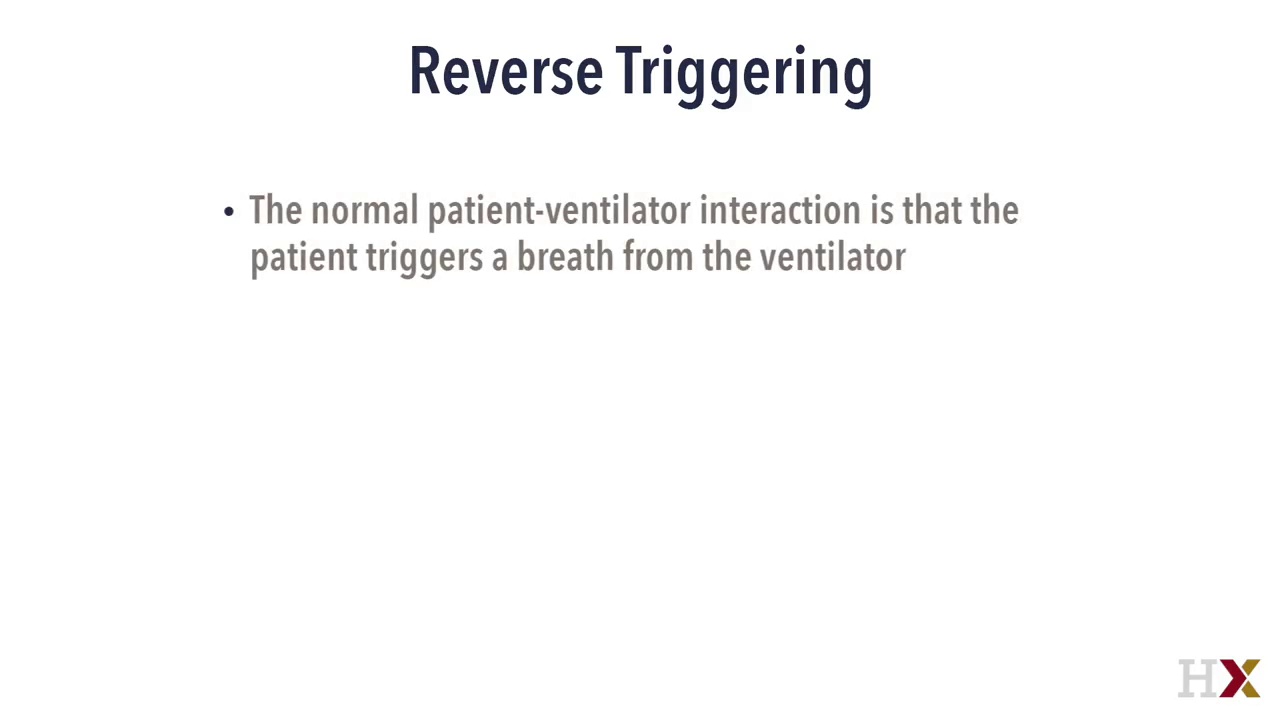 Reverse Triggering
• The normal patient-ventilator interaction is that the
patient triggers a breath from the ventilator
HX